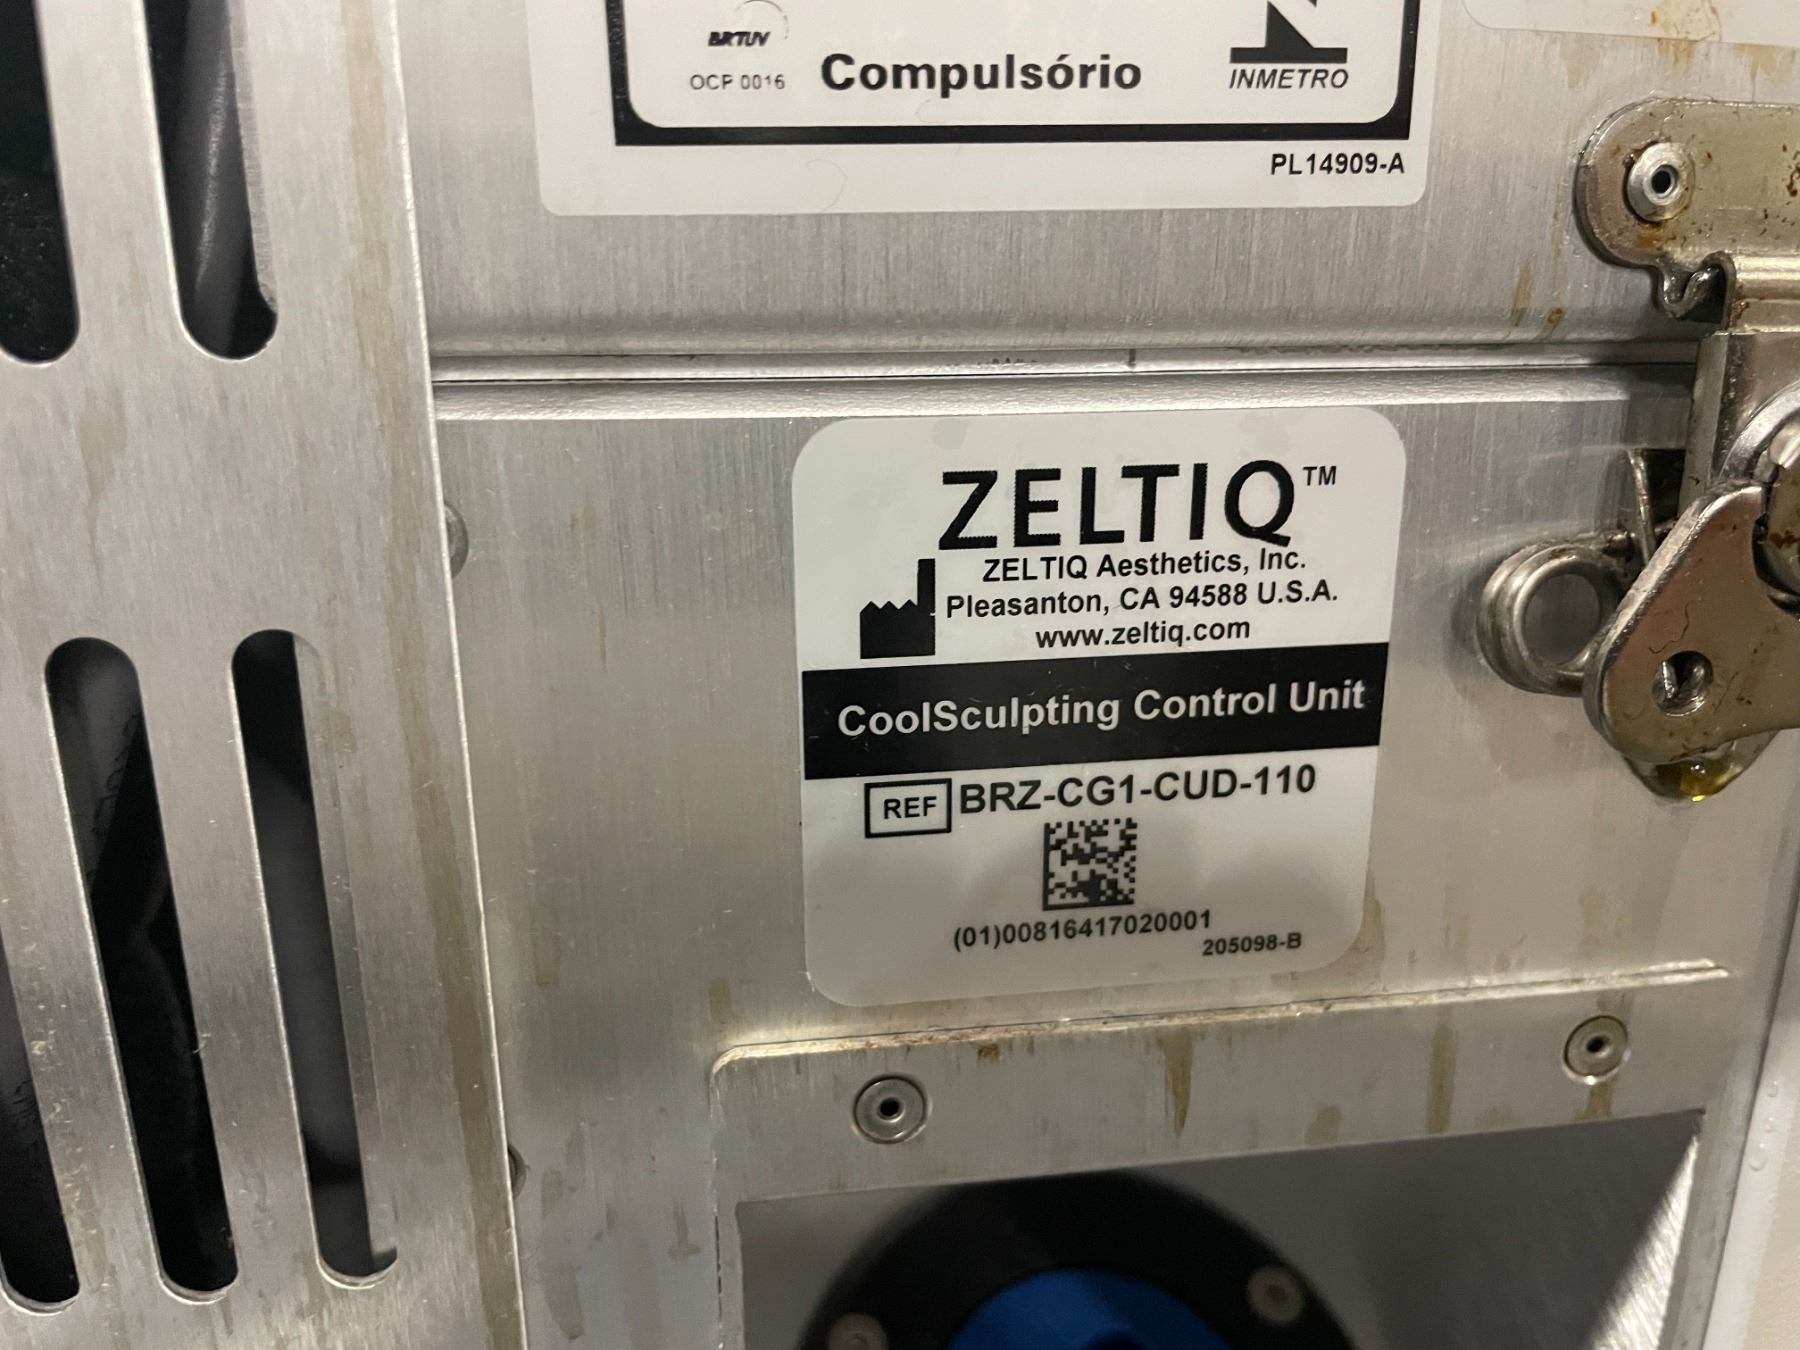 BRTUV
OCP 0016
Compulsório
INMETRO
PL14909-A
ZELTIQ™
ZELTIQ Aesthetics, Inc.
Pleasanton, CA 94588 U.S.A.
www.zeltiq.com
CoolSculpting Control Unit
REF BRZ-CG1-CUD-110
(01)00816417020001
205098-B